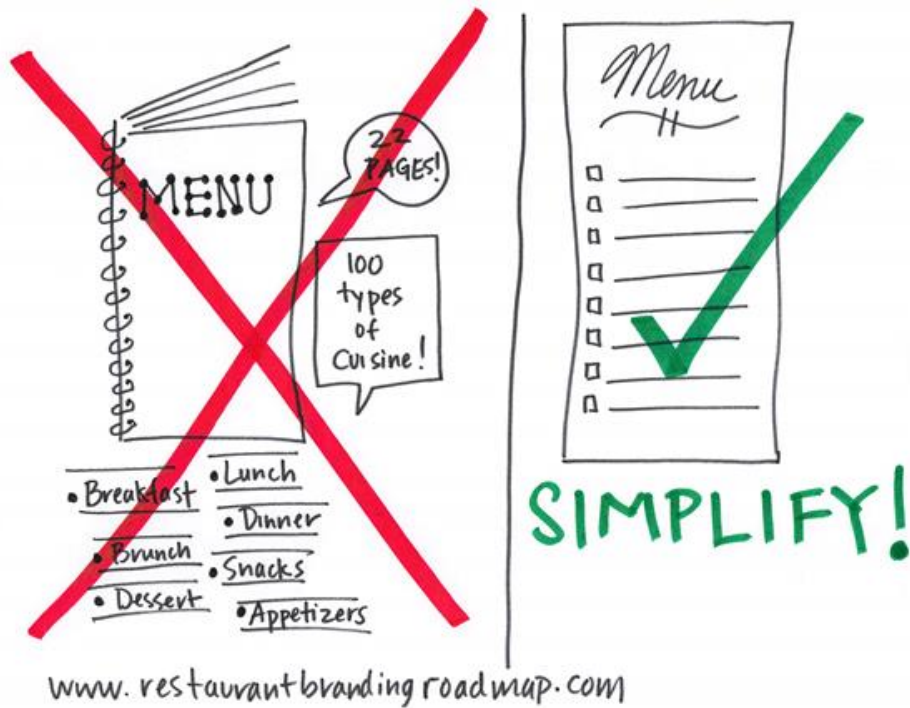 MENU
22
PAGES!
100
types
of
Cuisine!
• Breakfast
• Lunch
• Dinner
• Brunch
• Snacks
• Dessert
• Appetizers
Menu
SIMPLIFY!
www.restaurantbrandingroadmap.com